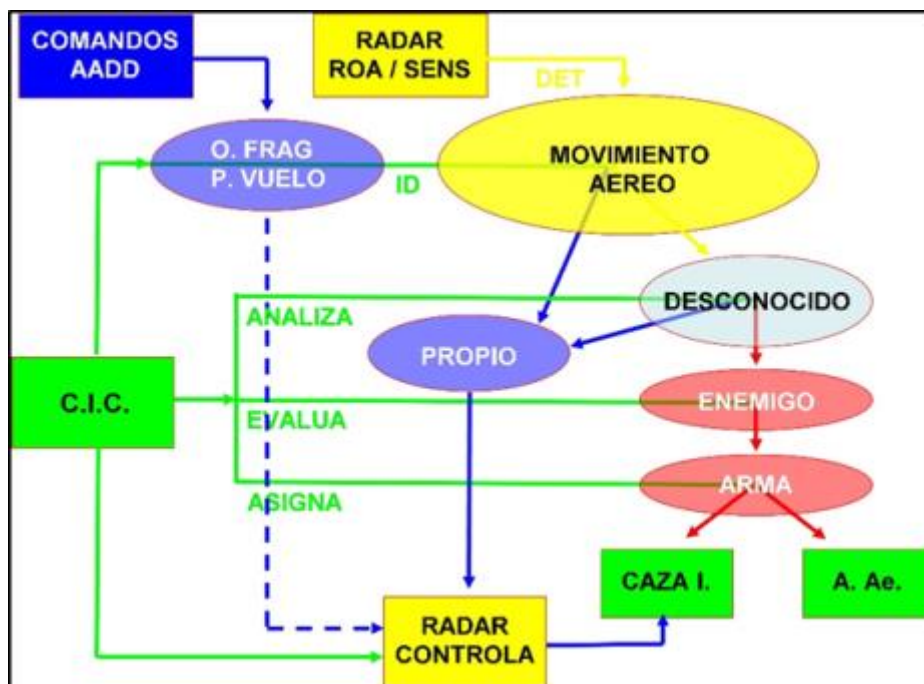 COMANDOS
AADD
RADAR
ROA / SENS
DET
O. FRAG
P. VUELO
ID
MOVIMIENTO
AEREO
DESCONOCIDO
ANALIZA
PROPIO
C.I.C.
ENEMIGO
EVALUA
ARMA
ASIGNA
CAZA I.
A. Ae.
RADAR
CONTROLA